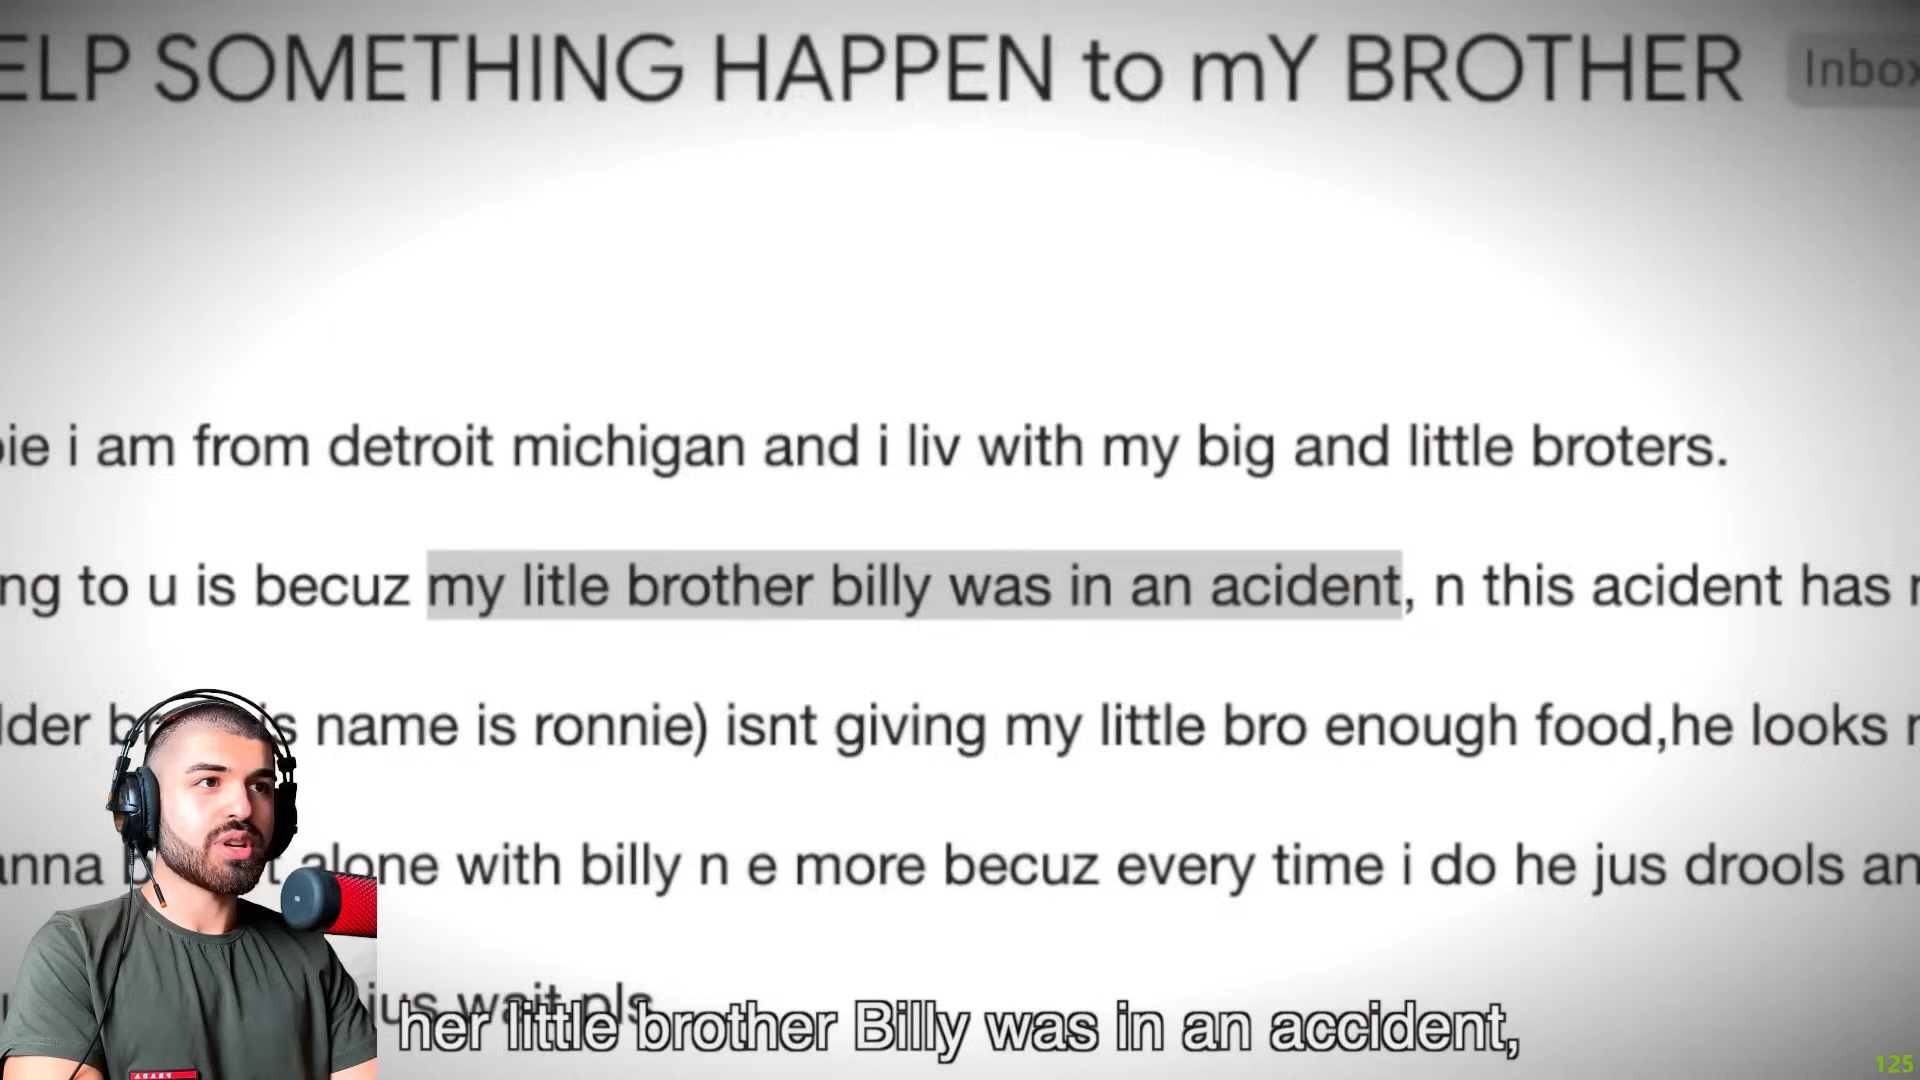 ELP SOMETHING HAPPEN to mY BROTHER Inbox
ie i am from detroit michigan and i liv with my big and little broters.
ng to u is becuz my litle brother billy was in an acident, n this acident has
lder name is ronnie) isnt giving my little bro enough food,he looks
anna alone with billy n e more becuz every time i do he jus drools an
jus wait pls
her little brother Billy was in an accident,
125